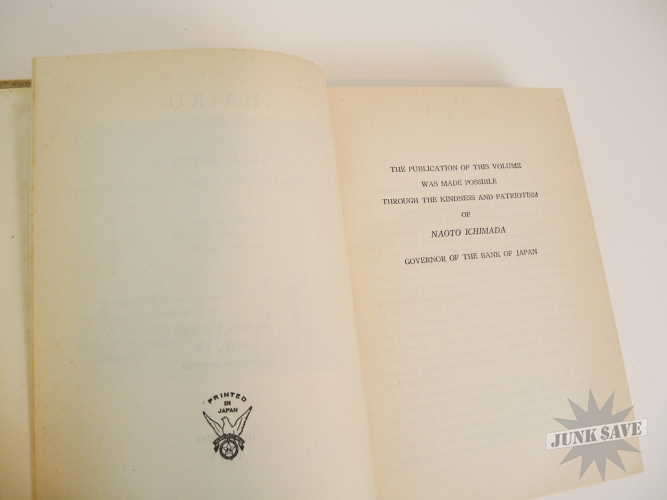 PRINTED
IN
JAPAN
THE PUBLICATION OF THIS VOLUME
WAS MADE POSSIBLE
THROUGH THE KINDNESS AND PATRIOTISM
OF
NAOTO ICHIMADA
GOVERNOR OF THE BANK OF JAPAN
JUNK SAVE